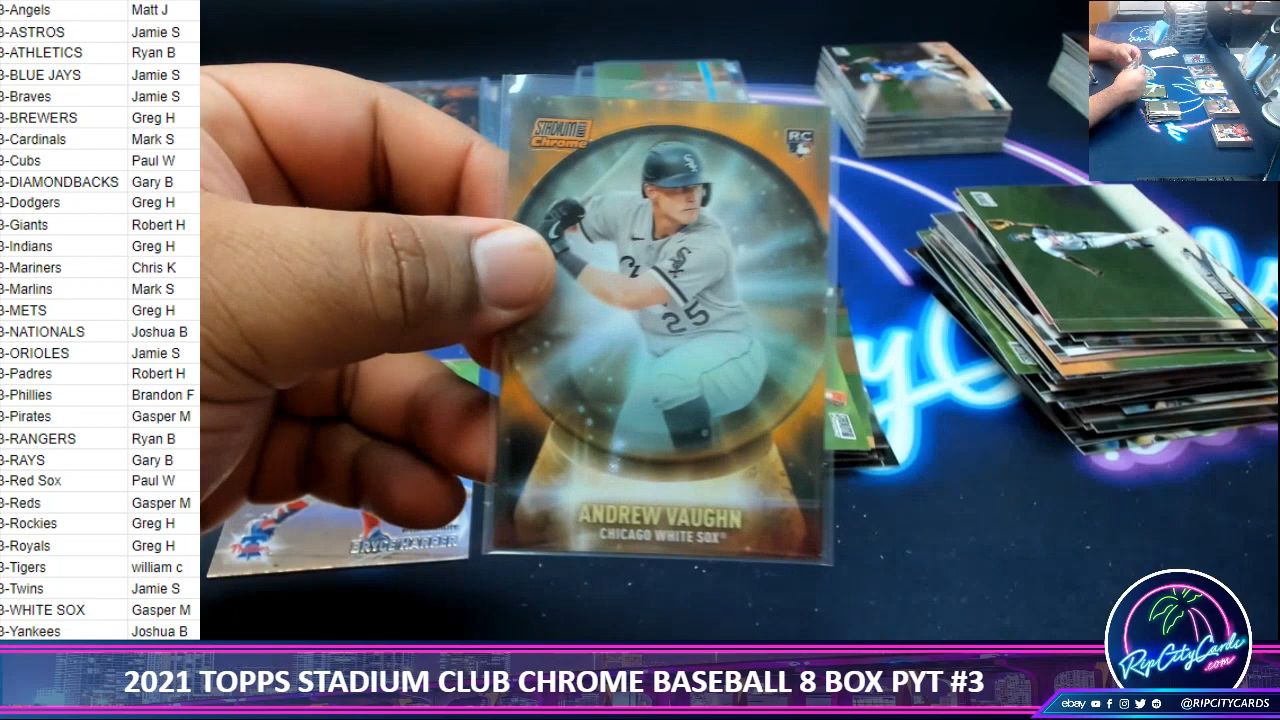 3-Angels Matt J
3-ASTROS Jamie S
3-ATHLETICS Ryan B
3-BLUE JAYS Jamie S
3-Braves Jamie S
3-BREWERS Greg H
3-Cardinals Mark S
3-Cubs Paul W
3-DIAMONDBACKS Gary B
3-Dodgers Greg H
3-Giants Robert H
3-Indians Greg H
3-Mariners Chris K
3-Marlins Mark S
3-METS Greg H
3-NATIONALS Joshua B
3-ORIOLES Jamie S
3-Padres Robert H
3-Phillies Brandon F
3-Pirates Gasper M
3-RANGERS Ryan B
3-RAYS Gary B
3-Red Sox Paul W
3-Reds Gasper M
3-Rockies Greg H
3-Royals Greg H
3-Tigers william c
3-Twins Jamie S
3-WHITE SOX Gasper M
3-Yankees Joshua B
STADIUM CLUB
Chrome
RC
SOX
25
ANDREW VAUGHN
CHICAGO WHITE SOX
Phillies
BRYCE HARPER
RipCityCards
.com
2021 TOPPS STADIUM CLUB CHROME BASEBALL 8 BOX PYT #3
ebay @RIPCITYCARDS